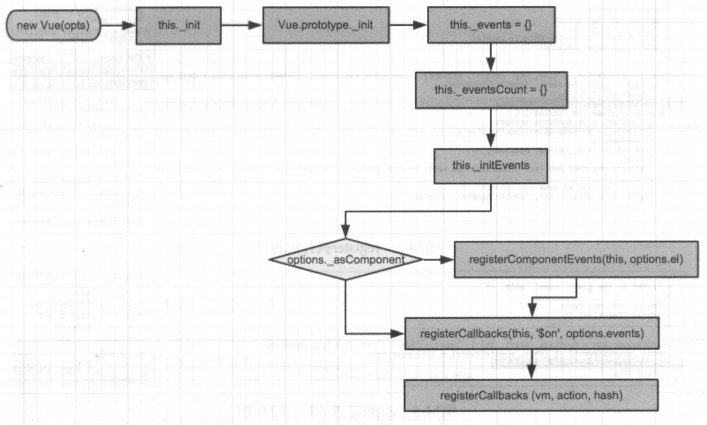 new Vue(opts)
this._init
Vue.prototype._init
this._events = {}
this._eventsCount = {}
this._initEvents
options._asComponent
registerComponentEvents(this, options.el)
registerCallbacks(this, '$on', options.events)
registerCallbacks (vm, action, hash)